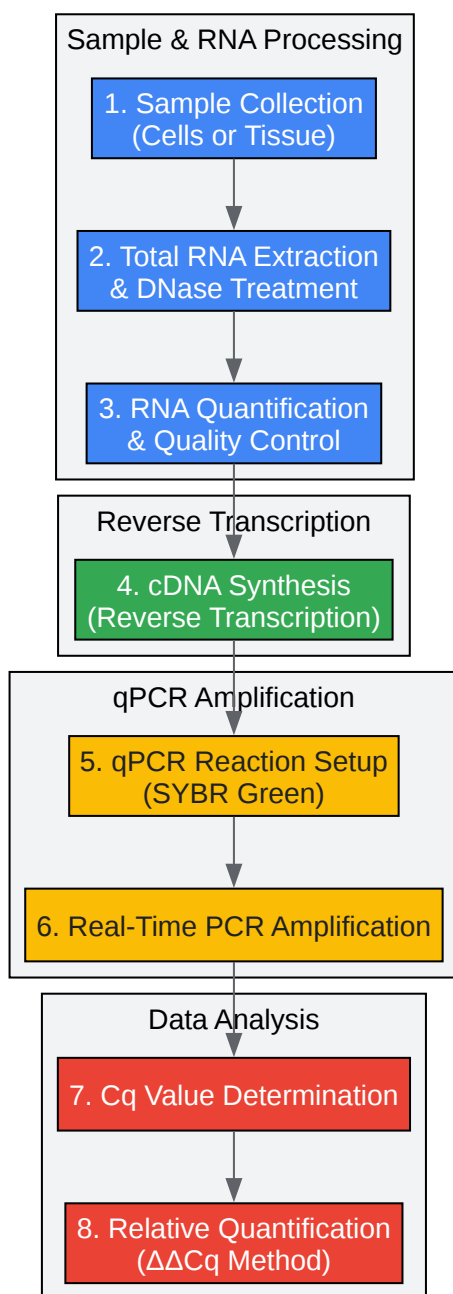 Sample & RNA Processing
1. Sample Collection
(Cells or Tissue)
2. Total RNA Extraction
& DNase Treatment
3. RNA Quantification
& Quality Control
Reverse Transcription
4. cDNA Synthesis
(Reverse Transcription)
qPCR Amplification
5. qPCR Reaction Setup
(SYBR Green)
6. Real-Time PCR Amplification
Data Analysis
7. Cq Value Determination
8. Relative Quantification
(ΔΔCq Method)